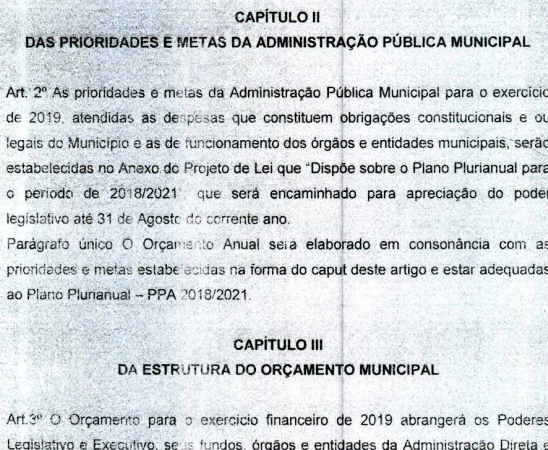 CAPÍTULO II
DAS PRIORIDADES E METAS DA ADMINISTRAÇÃO PÚBLICA MUNICIPAL
Art. 2º As prioridades e metas da Administração Pública Municipal para o exercício
de 2019, atendidas as despesas que constituem obrigações constitucionais e ou
legais do Município e as de funcionamento dos órgãos e entidades municipais, serão
estabelecidas no Anexo do Projeto de Lei que "Dispõe sobre o Plano Plurianual para
o período de 2018/2021", que será encaminhado para apreciação do poder
legislativo até 31 de Agosto do corrente ano.
Parágrafo único O Orçamento Anual será elaborado em consonância com as
prioridades e metas estabelecidas na forma do caput deste artigo e estar adequadas
ao Plano Plurianual – PPA 2018/2021.
CAPÍTULO III
DA ESTRUTURA DO ORÇAMENTO MUNICIPAL
Art.3º O Orçamento para o exercício financeiro de 2019 abrangerá os Poderes
Legislativo e Executivo, seus fundos, órgãos e entidades da Administração Direta e